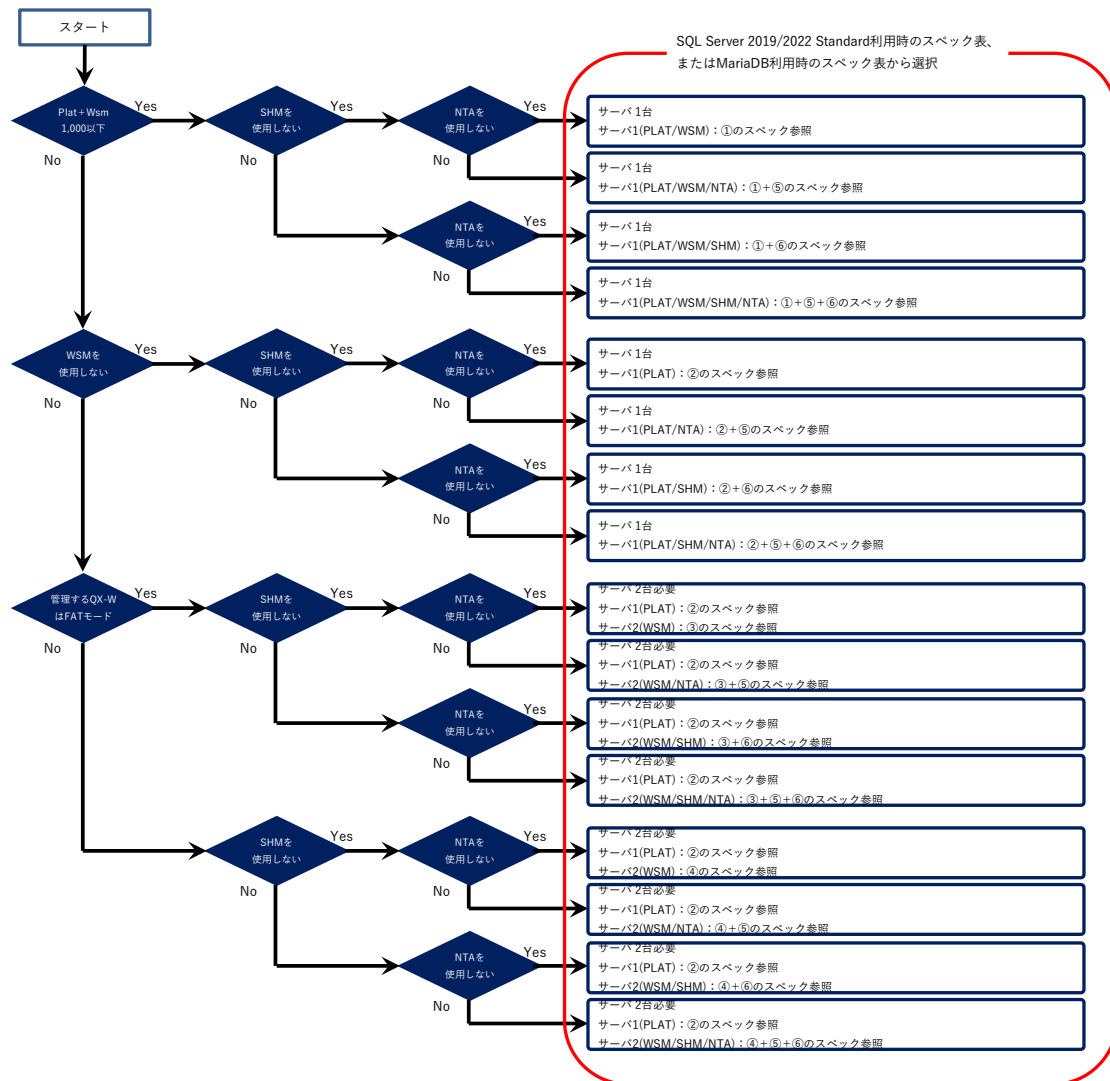 スタート
SQL Server 2019/2022 Standard利用時のスペック表、
またはMariaDB利用時のスペック表から選択
Plat+Wsm
1,000以下
Yes
No
SHMを
使用しない
Yes
No
NTAを
使用しない
Yes
No
サーバ 1台
サーバ1(PLAT/WSM)：①のスペック参照
サーバ 1台
サーバ1(PLAT/WSM/NTA)：①+⑤のスペック参照
NTAを
使用しない
Yes
No
サーバ 1台
サーバ1(PLAT/WSM/SHM)：①+⑥のスペック参照
サーバ 1台
サーバ1(PLAT/WSM/SHM/NTA)：①+⑤+⑥のスペック参照
WSMを
使用しない
Yes
No
SHMを
使用しない
Yes
No
NTAを
使用しない
Yes
No
サーバ 1台
サーバ1(PLAT)：②のスペック参照
サーバ 1台
サーバ1(PLAT/NTA)：②+⑤のスペック参照
NTAを
使用しない
Yes
No
サーバ 1台
サーバ1(PLAT/SHM)：②+⑥のスペック参照
サーバ 1台
サーバ1(PLAT/SHM/NTA)：②+⑤+⑥のスペック参照
管理するQX-W
はFATモード
Yes
No
SHMを
使用しない
Yes
No
NTAを
使用しない
Yes
No
サーバ 2台必要
サーバ1(PLAT)：②のスペック参照
サーバ2(WSM)：③のスペック参照
サーバ 2台必要
サーバ1(PLAT)：②のスペック参照
サーバ2(WSM/NTA)：③+⑤のスペック参照
NTAを
使用しない
Yes
No
サーバ 2台必要
サーバ1(PLAT)：②のスペック参照
サーバ2(WSM/SHM)：③+⑥のスペック参照
サーバ 2台必要
サーバ1(PLAT)：②のスペック参照
サーバ2(WSM/SHM/NTA)：③+⑤+⑥のスペック参照
SHMを
使用しない
Yes
No
NTAを
使用しない
Yes
No
サーバ 2台必要
サーバ1(PLAT)：②のスペック参照
サーバ2(WSM)：④のスペック参照
サーバ 2台必要
サーバ1(PLAT)：②のスペック参照
サーバ2(WSM/NTA)：④+⑤のスペック参照
NTAを
使用しない
Yes
No
サーバ 2台必要
サーバ1(PLAT)：②のスペック参照
サーバ2(WSM/SHM)：④+⑥のスペック参照
サーバ 2台必要
サーバ1(PLAT)：②のスペック参照
サーバ2(WSM/SHM/NTA)：④+⑤+⑥のスペック参照